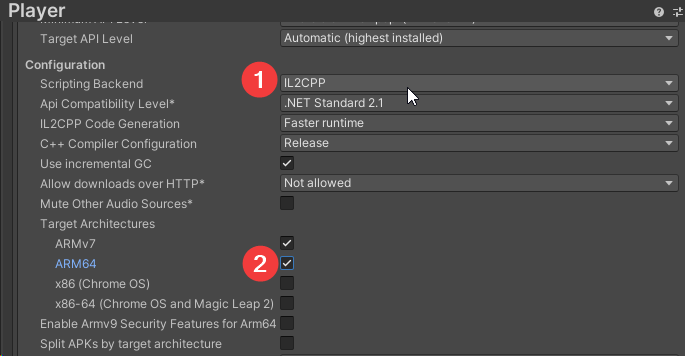 Player
Target API Level Automatic (highest installed)
Configuration
Scripting Backend 1 IL2CPP
Api Compatibility Level* .NET Standard 2.1
IL2CPP Code Generation Faster runtime
C++ Compiler Configuration Release
Use incremental GC
Allow downloads over HTTP* Not allowed
Mute Other Audio Sources*
Target Architectures
ARMv7
ARM64 2
x86 (Chrome OS)
x86-64 (Chrome OS and Magic Leap 2)
Enable Armv9 Security Features for Arm64
Split APKs by target architecture